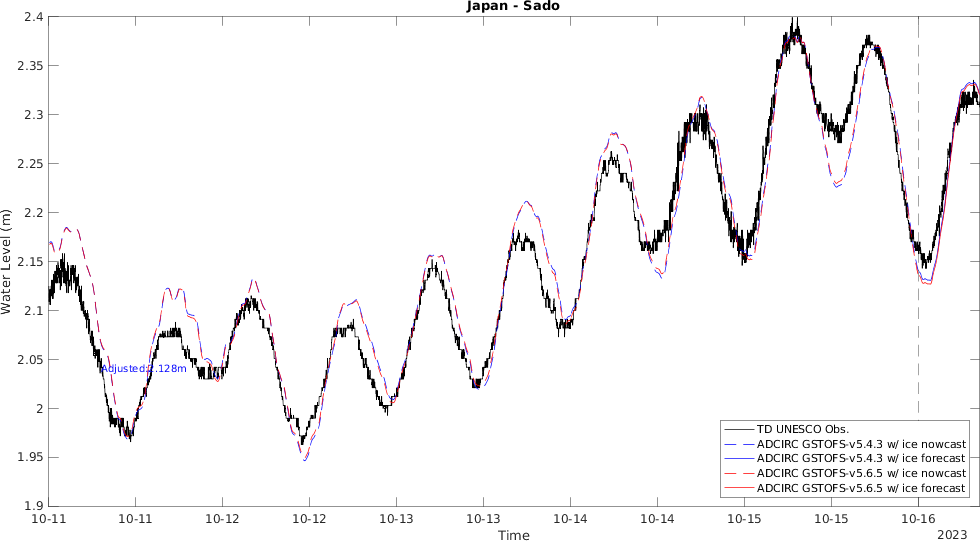 Japan - Sado
2.4
2.35
2.3
2.25
2.2
2.15
2.1
2.05
2
1.95
1.9
Water Level (m)
Adjusted:2.128m
TD UNESCO Obs.
ADCIRC GSTOFS-v5.4.3 w/ ice nowcast
ADCIRC GSTOFS-v5.4.3 w/ ice forecast
ADCIRC GSTOFS-v5.6.5 w/ ice nowcast
ADCIRC GSTOFS-v5.6.5 w/ ice forecast
10-11 10-11 10-12 10-12 10-13 10-13 10-14 10-14 10-15 10-15 10-16
Time
2023